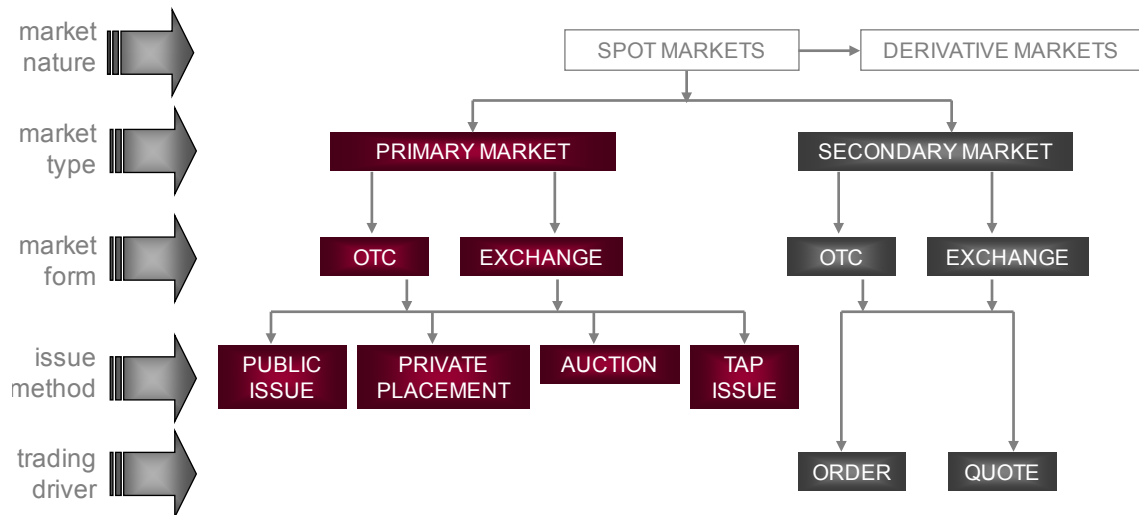 market
nature
SPOT MARKETS
DERIVATIVE MARKETS
market
type
PRIMARY MARKET
SECONDARY MARKET
market
form
OTC
EXCHANGE
OTC
EXCHANGE
issue
method
PUBLIC
ISSUE
PRIVATE
PLACEMENT
AUCTION
TAP
ISSUE
trading
driver
ORDER
QUOTE